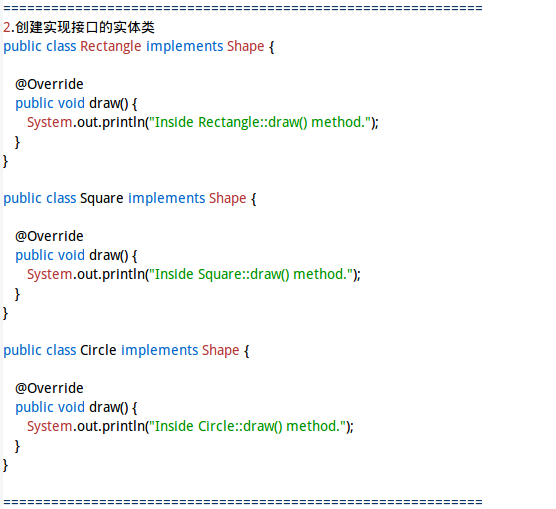 ============================================================
2.创建实现接口的实体类
public class Rectangle implements Shape {
@Override
public void draw() {
System.out.println("Inside Rectangle::draw() method.");
}
}
public class Square implements Shape {
@Override
public void draw() {
System.out.println("Inside Square::draw() method.");
}
}
public class Circle implements Shape {
@Override
public void draw() {
System.out.println("Inside Circle::draw() method.");
}
}
============================================================